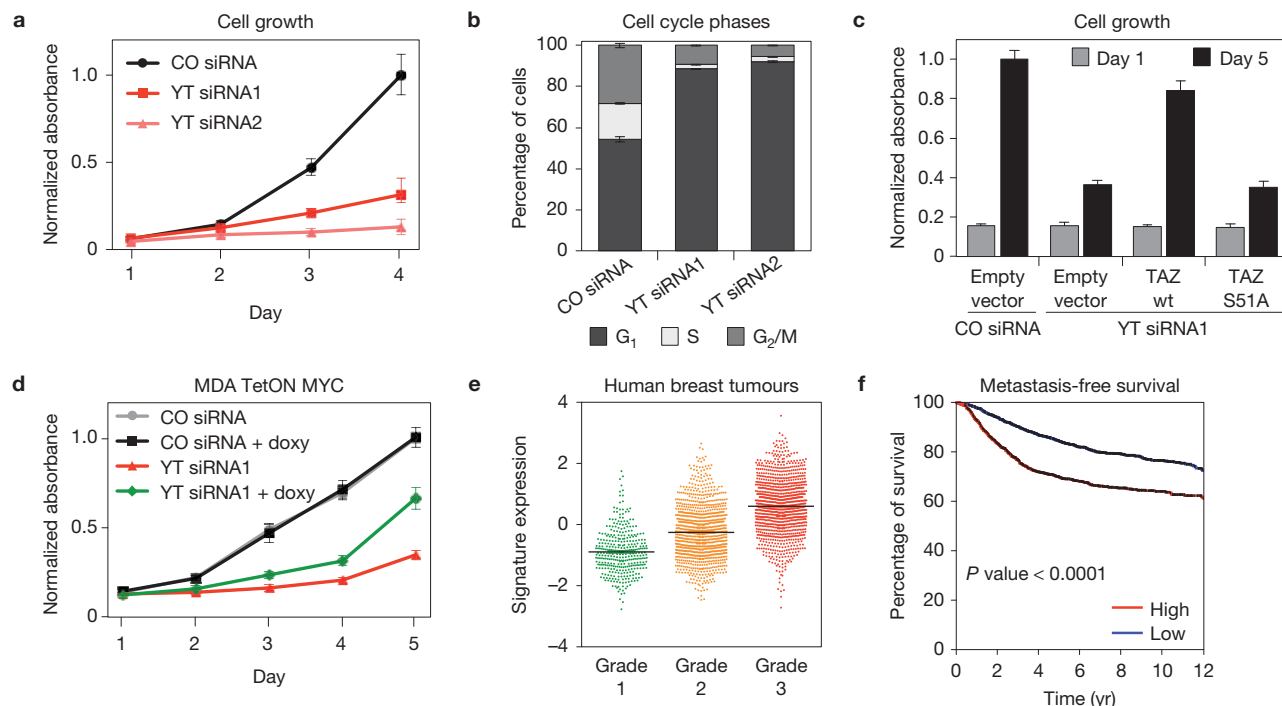 a
Cell growth
Normalized absorbance
1.0
0.5
0
CO siRNA
YT siRNA1
YT siRNA2
1 2 3 4
Day
b
Cell cycle phases
Percentage of cells
100
80
60
40
20
0
CO siRNA
YT siRNA1
YT siRNA2
G1 S G2/M
c
Cell growth
Normalized absorbance
1.0
0.8
0.6
0.4
0.2
0
Day 1 Day 5
Empty vector
Empty vector
TAZ wt
TAZ S51A
CO siRNA YT siRNA1
d
MDA TetON MYC
Normalized absorbance
1.0
0.5
0
CO siRNA
CO siRNA + doxy
YT siRNA1
YT siRNA1 + doxy
1 2 3 4 5
Day
e
Human breast tumours
Signature expression
4
2
0
−2
−4
Grade 1
Grade 2
Grade 3
f
Metastasis-free survival
Percentage of survival
100
80
60
40
80
0
P value < 0.0001
High
Low
0 2 4 6 8 10 12
Time (yr)